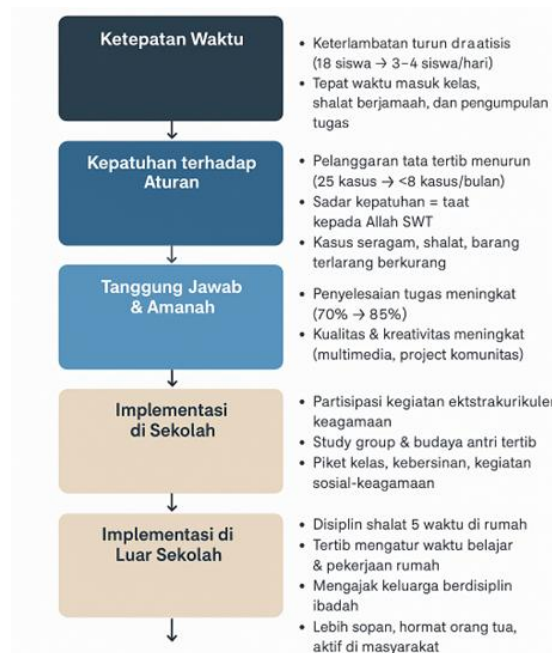 Ketepatan Waktu
• Keterlambatan turun draatisis
(18 siswa → 3–4 siswa/hari)
• Tepat waktu masuk kelas,
shalat berjamaah, dan pengumpulan
tugas
Kepatuhan terhadap
Aturan
• Pelanggaran tata tertib menurun
(25 kasus → <8 kasus/bulan)
• Sadar kepatuhan = taat
kepada Allah SWT
• Kasus seragam, shalat, barang
terlarang berkurang
Tanggung Jawab
& Amanah
• Penyelesaian tugas meningkat
(70% → 85%)
• Kualitas & kreativitas meningkat
(multimedia, project komunitas)
Implementasi
di Sekolah
• Partisipasi kegiatan ektstrakurikuler
keagamaan
• Study group & budaya antri tertib
• Piket kelas, kebersinan, kegiatan
sosial-keagamaan
Implementasi di
Luar Sekolah
• Disiplin shalat 5 waktu di rumah
• Tertib mengatur waktu belajar
& pekerjaan rumah
• Mengajak keluarga berdisiplin
ibadah
• Lebih sopan, hormat orang tua,
aktif di masyarakat